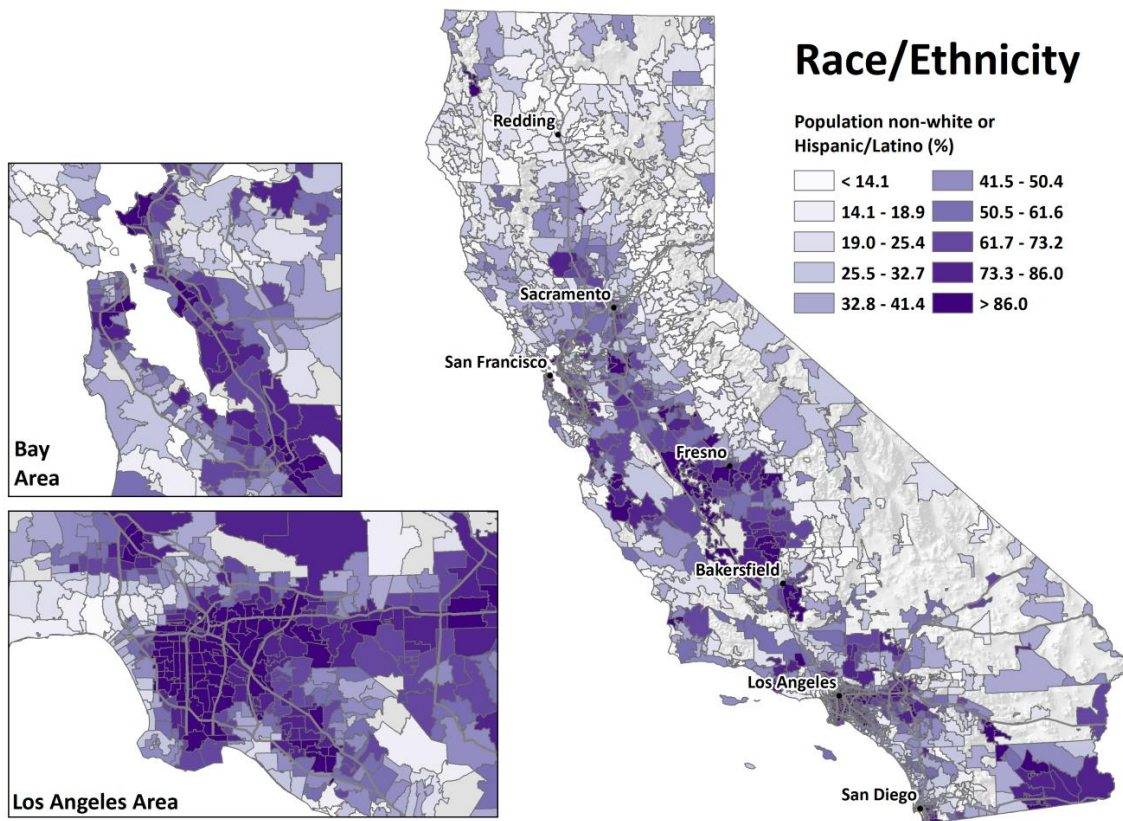 Race/Ethnicity
Population non-white or
Hispanic/Latino (%)
< 14.1
14.1 - 18.9
19.0 - 25.4
25.5 - 32.7
32.8 - 41.4
41.5 - 50.4
50.5 - 61.6
61.7 - 73.2
73.3 - 86.0
> 86.0
Redding
Sacramento
San Francisco
Fresno
Bakersfield
Los Angeles
San Diego
Bay
Area
Los Angeles Area